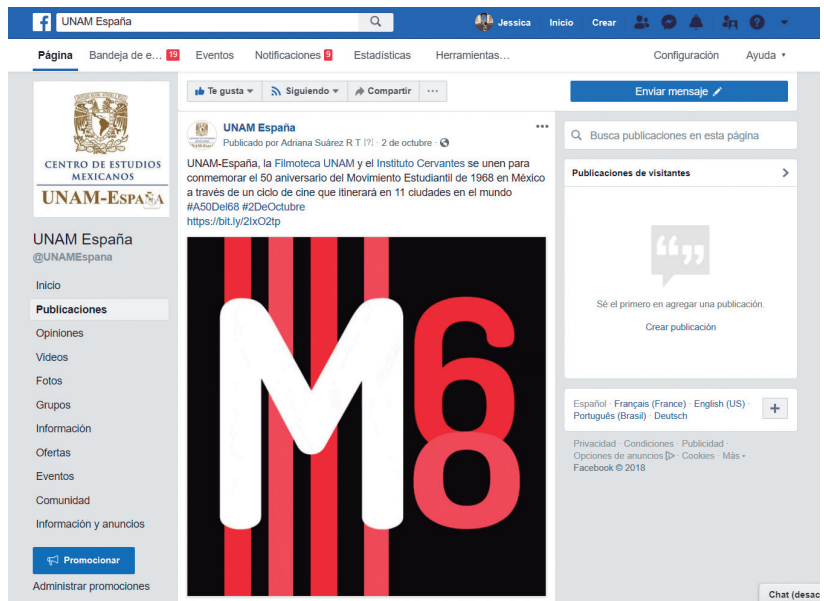 UNAM España
Jessica Inicio Crear
Página Bandeja de e... 19 Eventos Notificaciones 9 Estadísticas Herramientas... Configuración Ayuda
Te gusta Siguiendo Compartir ...
Enviar mensaje
CENTRO DE ESTUDIOS
MEXICANOS
UNAM-ESPAÑA
UNAM España
@UNAMEspana
Inicio
Publicaciones
Opiniones
Videos
Fotos
Grupos
Información
Ofertas
Eventos
Comunidad
Información y anuncios
Promocionar
Administrar promociones
UNAM España
Publicado por Adriana Suárez R T [?] · 2 de octubre ·
UNAM-España, la Filmoteca UNAM y el Instituto Cervantes se unen para
conmemorar el 50 aniversario del Movimiento Estudiantil de 1968 en México
a través de un ciclo de cine que itinerará en 11 ciudades en el mundo
#A50Del68 #2DeOctubre
https://bit.ly/2IxO2tp
M68
Busca publicaciones en esta página
Publicaciones de visitantes
Sé el primero en agregar una publicación.
Crear publicación
Español · Français (France) · English (US) ·
Português (Brasil) · Deutsch
Privacidad · Condiciones · Publicidad ·
Opciones de anuncios · Cookies · Más
Facebook © 2018
Chat (desac